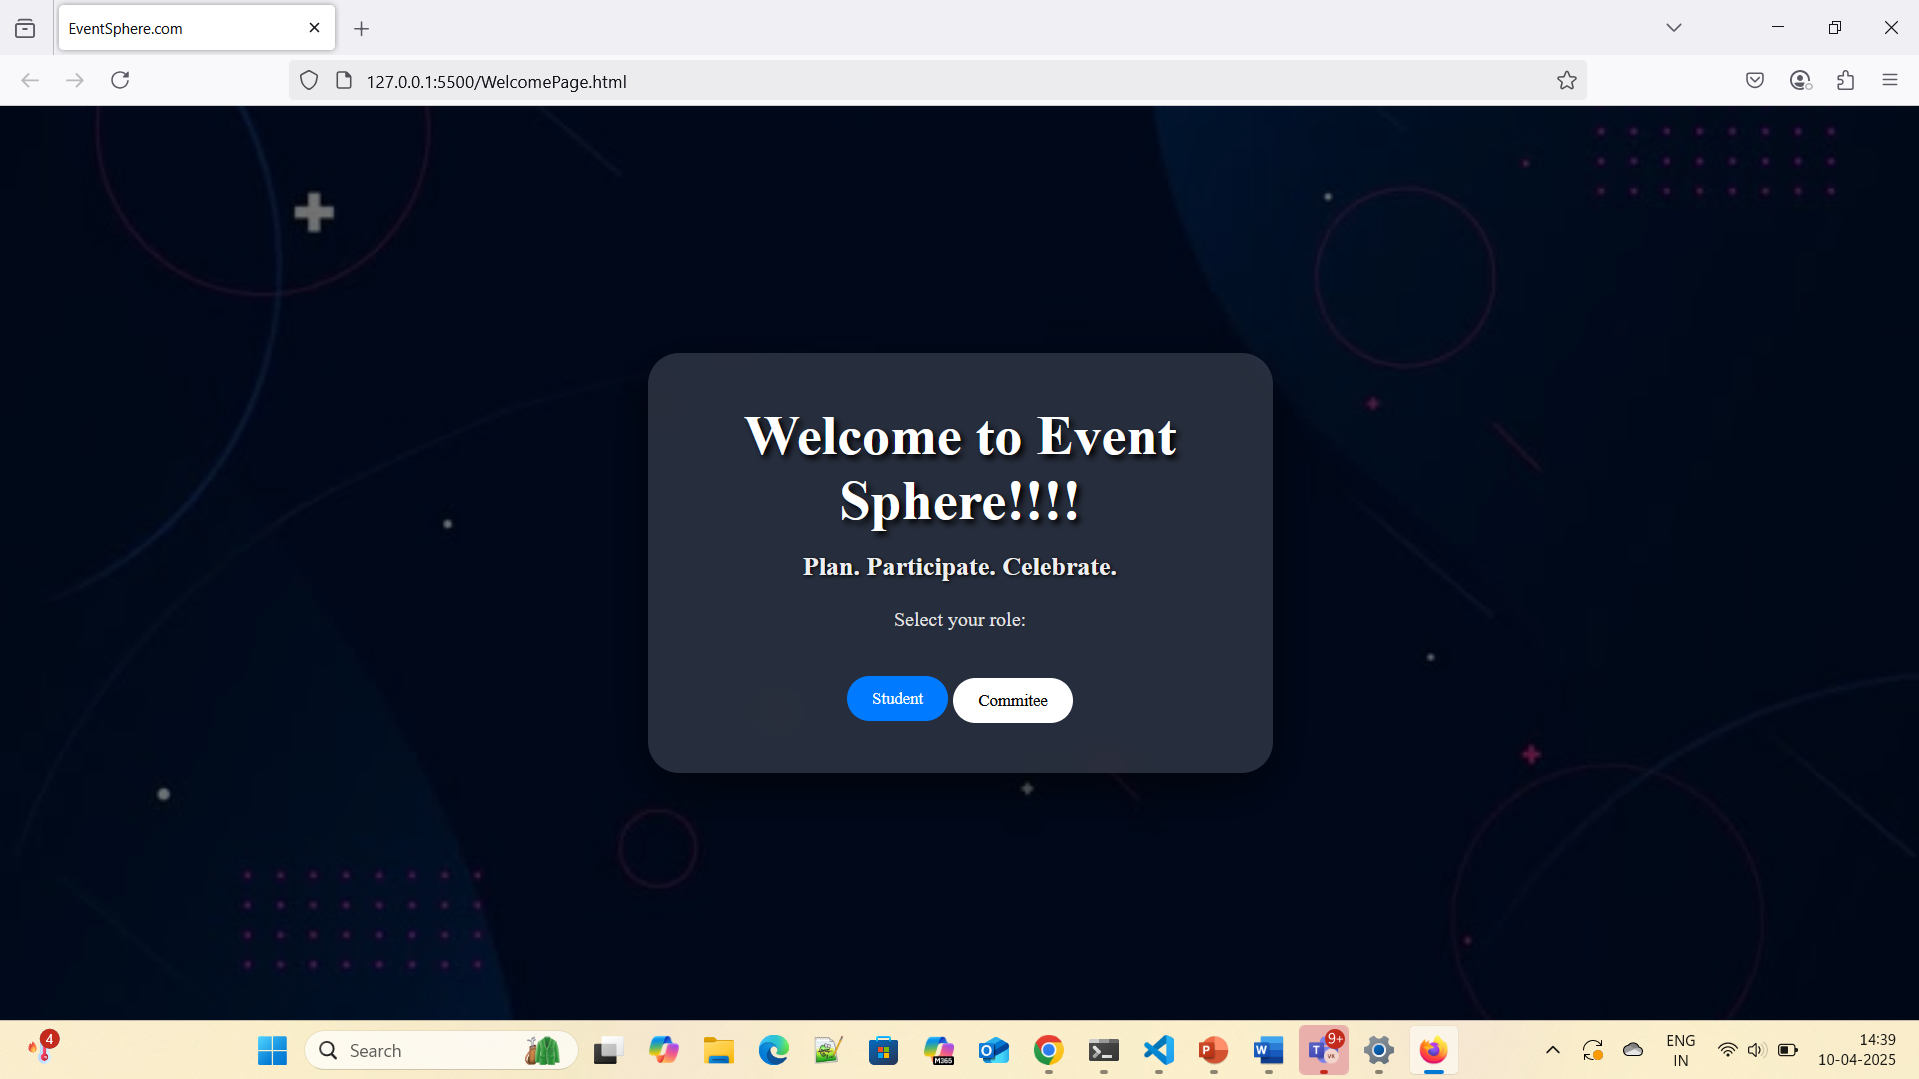 EventSphere.com
127.0.0.1:5500/WelcomePage.html
Welcome to Event
Sphere!!!!
Plan. Participate. Celebrate.
Select your role:
Student
Commitee
4
Search
M365
9+
ENG
IN
14:39
10-04-2025